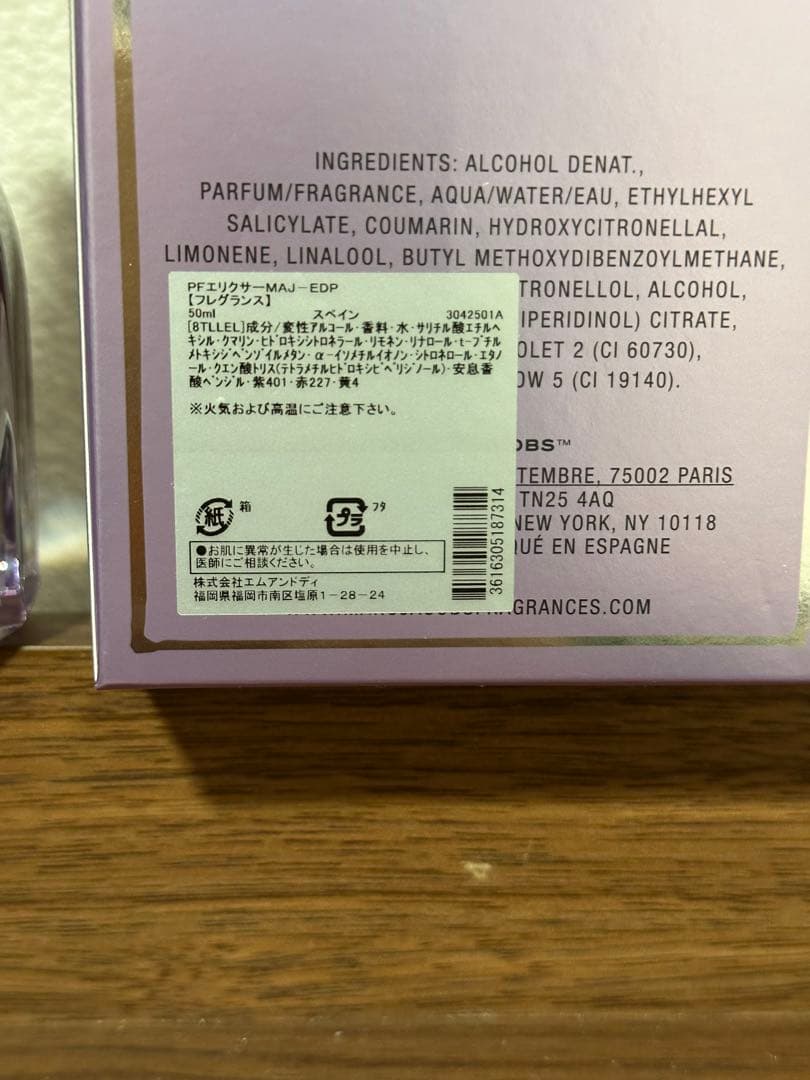 INGREDIENTS: ALCOHOL DENAT.,
PARFUM/FRAGRANCE, AQUA/WATER/EAU, ETHYLHEXYL
SALICYLATE, COUMARIN, HYDROXYCITRONELLAL,
LIMONENE, LINALOOL, BUTYL METHOXYDIBENZOYLMETHANE,
TRONELLOL, ALCOHOL,
IPERIDINOL) CITRATE,
OLET 2 (CI 60730),
OW 5 (CI 19140).
OBS™
TEMBRE, 75002 PARIS
TN25 4AQ
NEW YORK, NY 10118
QUÉ EN ESPAGNE
FRAGRANCES.COM
PFエリクサーMAJ-EDP
【フレグランス】
50ml スペイン 3042501A
[8TLLEL]成分/変性アルコール・香料・水・サリチル酸エチルヘ
キシル・クマリン・ヒドロキシシトロネラール・リモネン・リナロール・t-ブチル
メトキシジベンゾイルメタン・α-イソメチルイオノン・シトロネロール・エタノ
ール・クエン酸トリス(テトラメチルヒドロキシピペリジノール)・安息香
酸ベンジル・紫401・赤227・黄4
※火気および高温にご注意下さい。
紙 箱 プラ フタ
●お肌に異常が生じた場合は使用を中止し、
医師にご相談ください。
株式会社エムアンドディ
福岡県福岡市南区塩原1-28-24
3616305187314